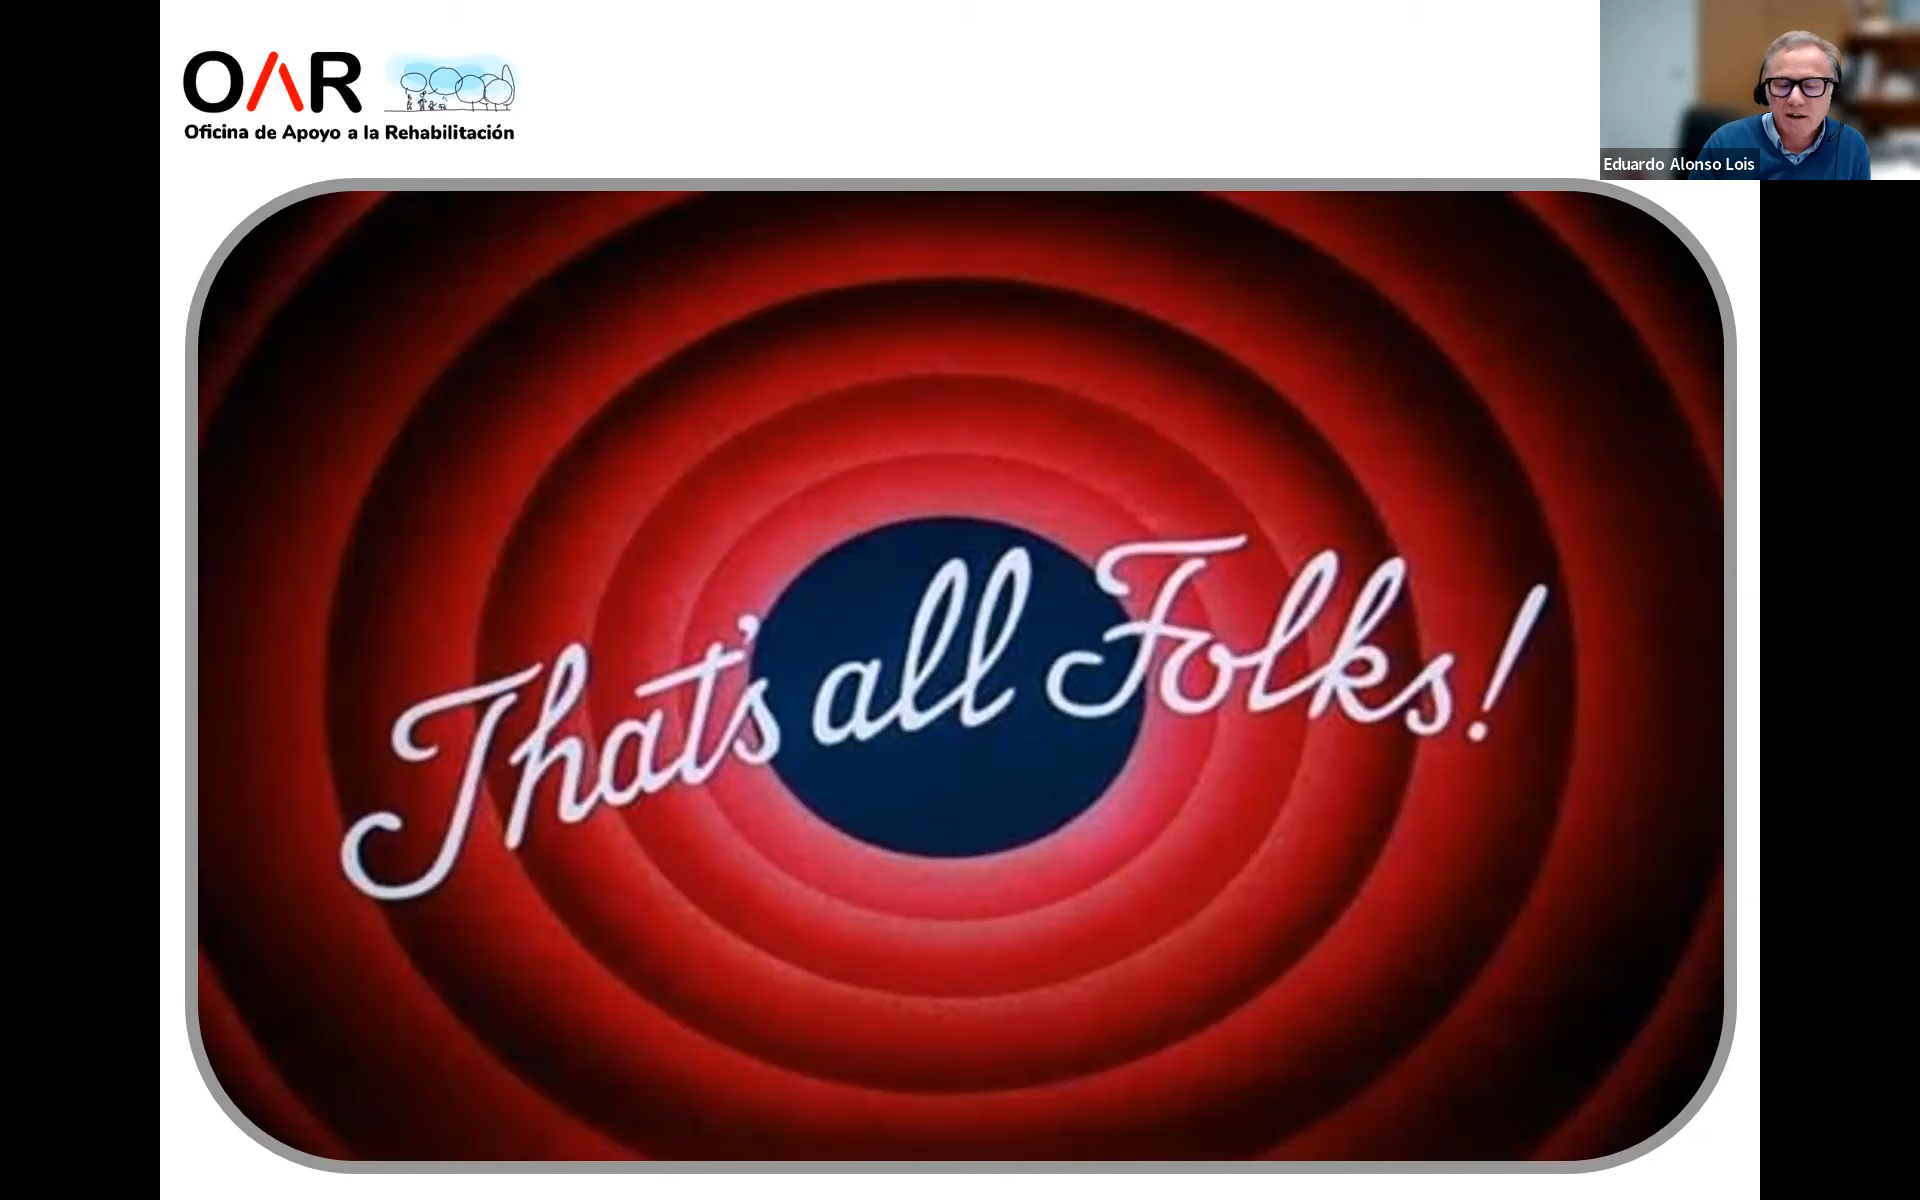 OAR
Oficina de Apoyo a la Rehabilitación
Eduardo Alonso Lois
That's all Folks!